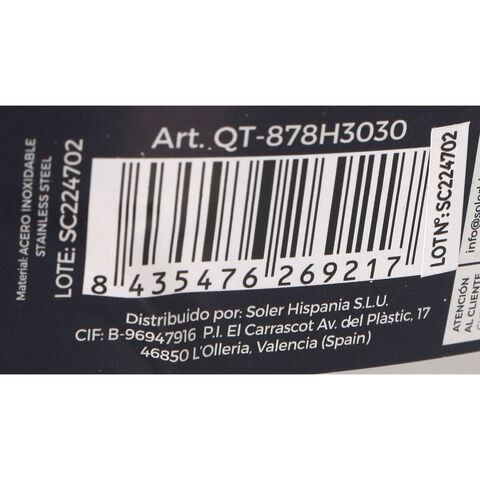 Art. QT-878H3030
Material: ACERO INOXIDABLE
STAINLESS STEEL
LOTE: SC224702
8 435476 269217
LOT Nº: SC224702
Distribuido por: Soler Hispania S.L.U.
CIF: B-96947916 P.I. El Carrascot Av. del Plàstic, 17
46850 L'Olleria, Valencia (Spain)
ATENCIÓN
AL CLIENTE